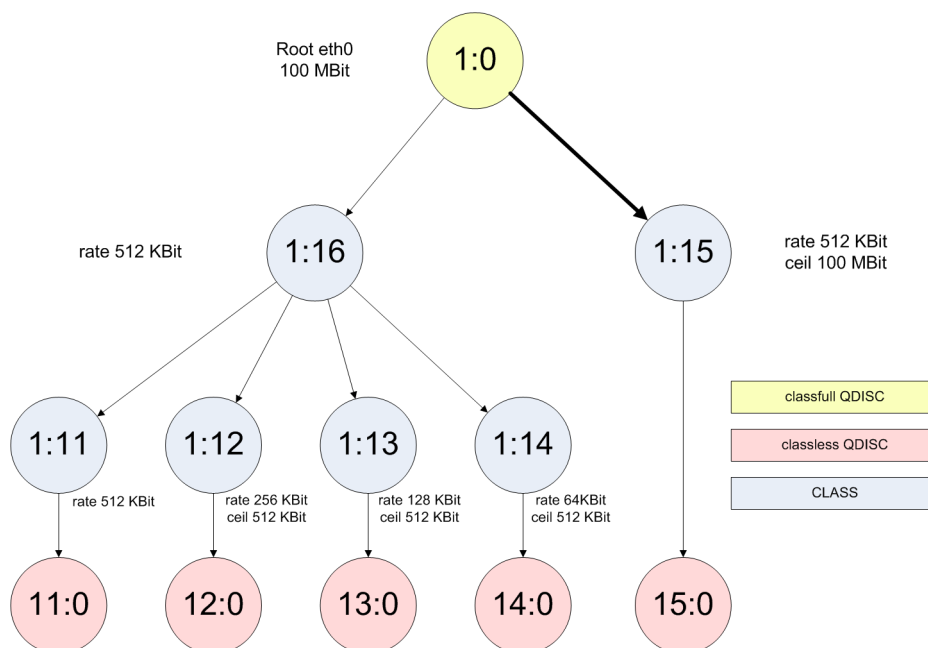 Root eth0
100 MBit
1:0
rate 512 KBit
1:16
1:15
rate 512 KBit
ceil 100 MBit
classfull QDISC
1:11
1:12
1:13
1:14
classless QDISC
CLASS
rate 512 KBit
rate 256 KBit
ceil 512 KBit
rate 128 KBit
ceil 512 KBit
rate 64KBit
ceil 512 KBit
11:0
12:0
13:0
14:0
15:0